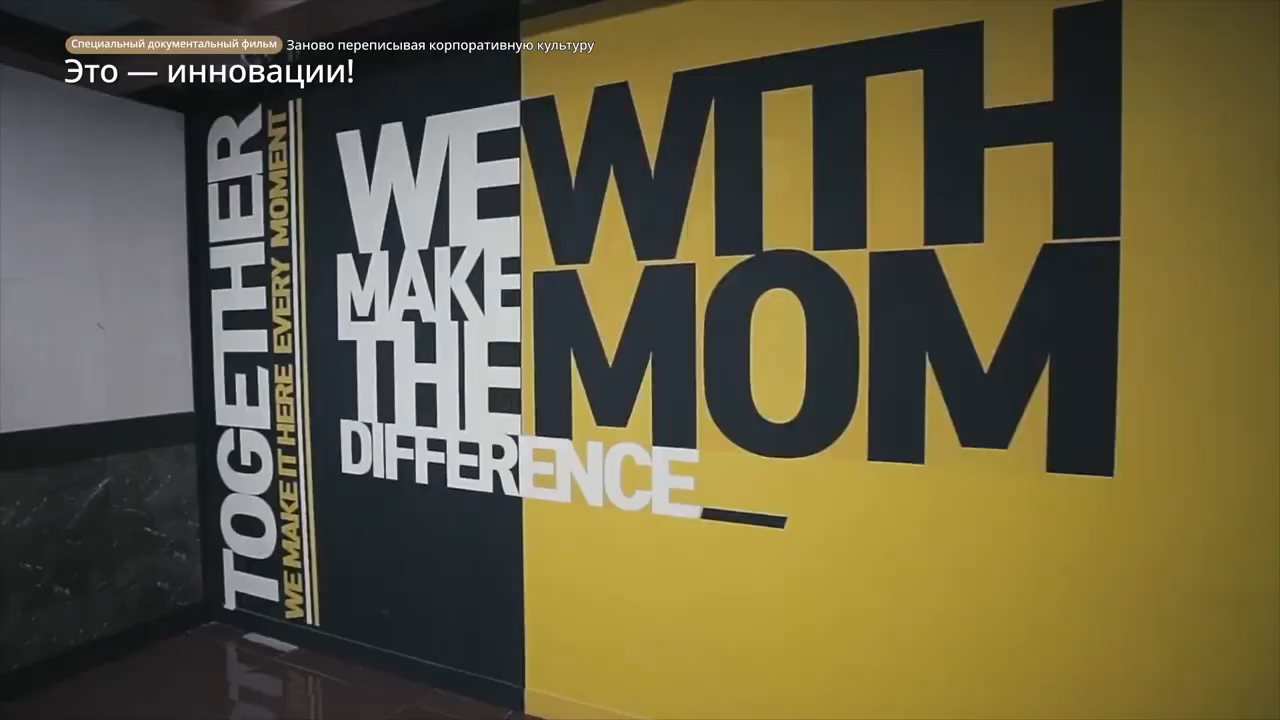 Специальный документальный фильм Заново переписывая корпоративную культуру
Это — инновации!
TOGETHER
WE MAKE IT HERE EVERY MOMENT
WE
MAKE
THE
DIFFERENCE_
WITH
MOM